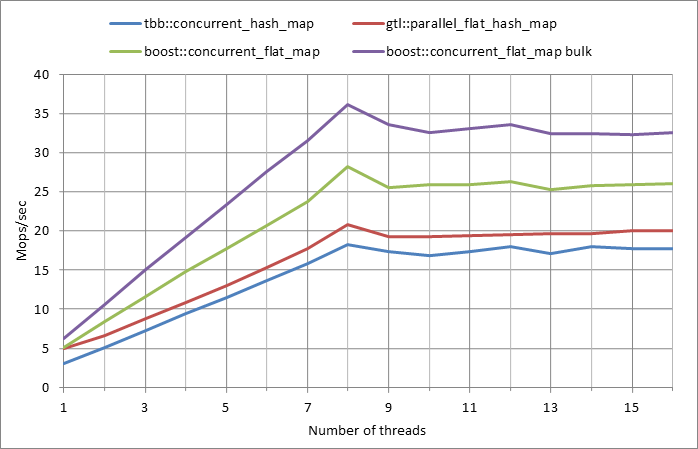 tbb::concurrent_hash_map gtl::parallel_flat_hash_map
boost::concurrent_flat_map boost::concurrent_flat_map bulk
40
35
30
25
20
15
10
5
0
Mops/sec
1 3 5 7 9 11 13 15
Number of threads